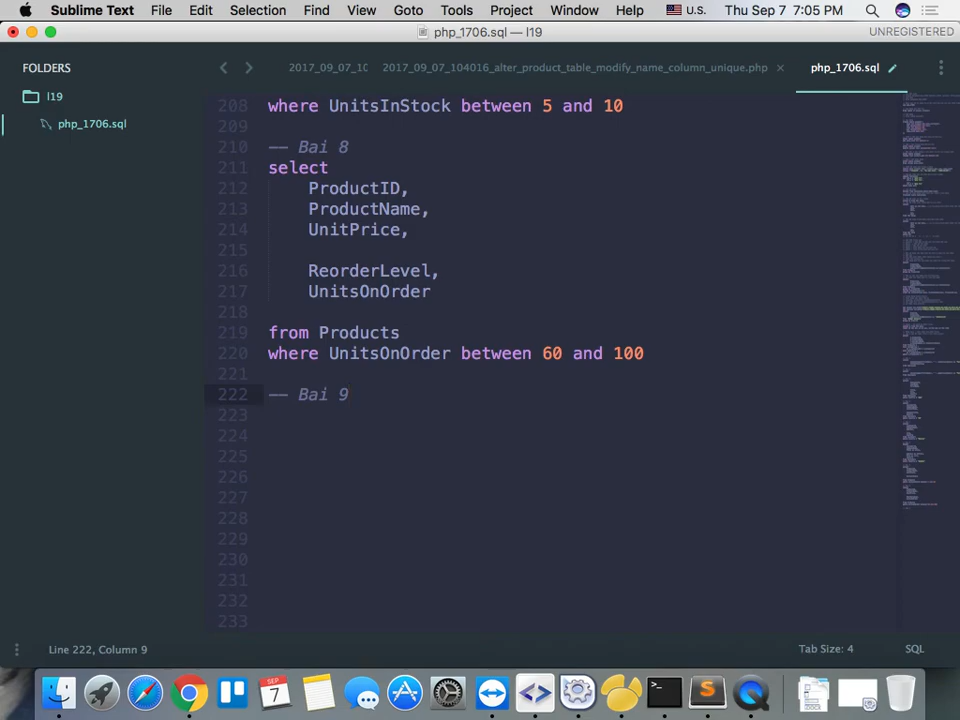 Sublime Text File Edit Selection Find View Goto Tools Project Window Help U.S. Thu Sep 7 7:05 PM
php_1706.sql — l19 UNREGISTERED
FOLDERS
l19
php_1706.sql
2017_09_07_10 2017_09_07_104016_alter_product_table_modify_name_column_unique.php × php_1706.sql
208 where UnitsInStock between 5 and 10
209
210 -- Bai 8
211 select
212 ProductID,
213 ProductName,
214 UnitPrice,
215
216 ReorderLevel,
217 UnitsOnOrder
218
219 from Products
220 where UnitsOnOrder between 60 and 100
221
222 -- Bai 9
223
224
225
226
227
228
229
230
231
232
233
Line 222, Column 9 Tab Size: 4 SQL
SEP
7